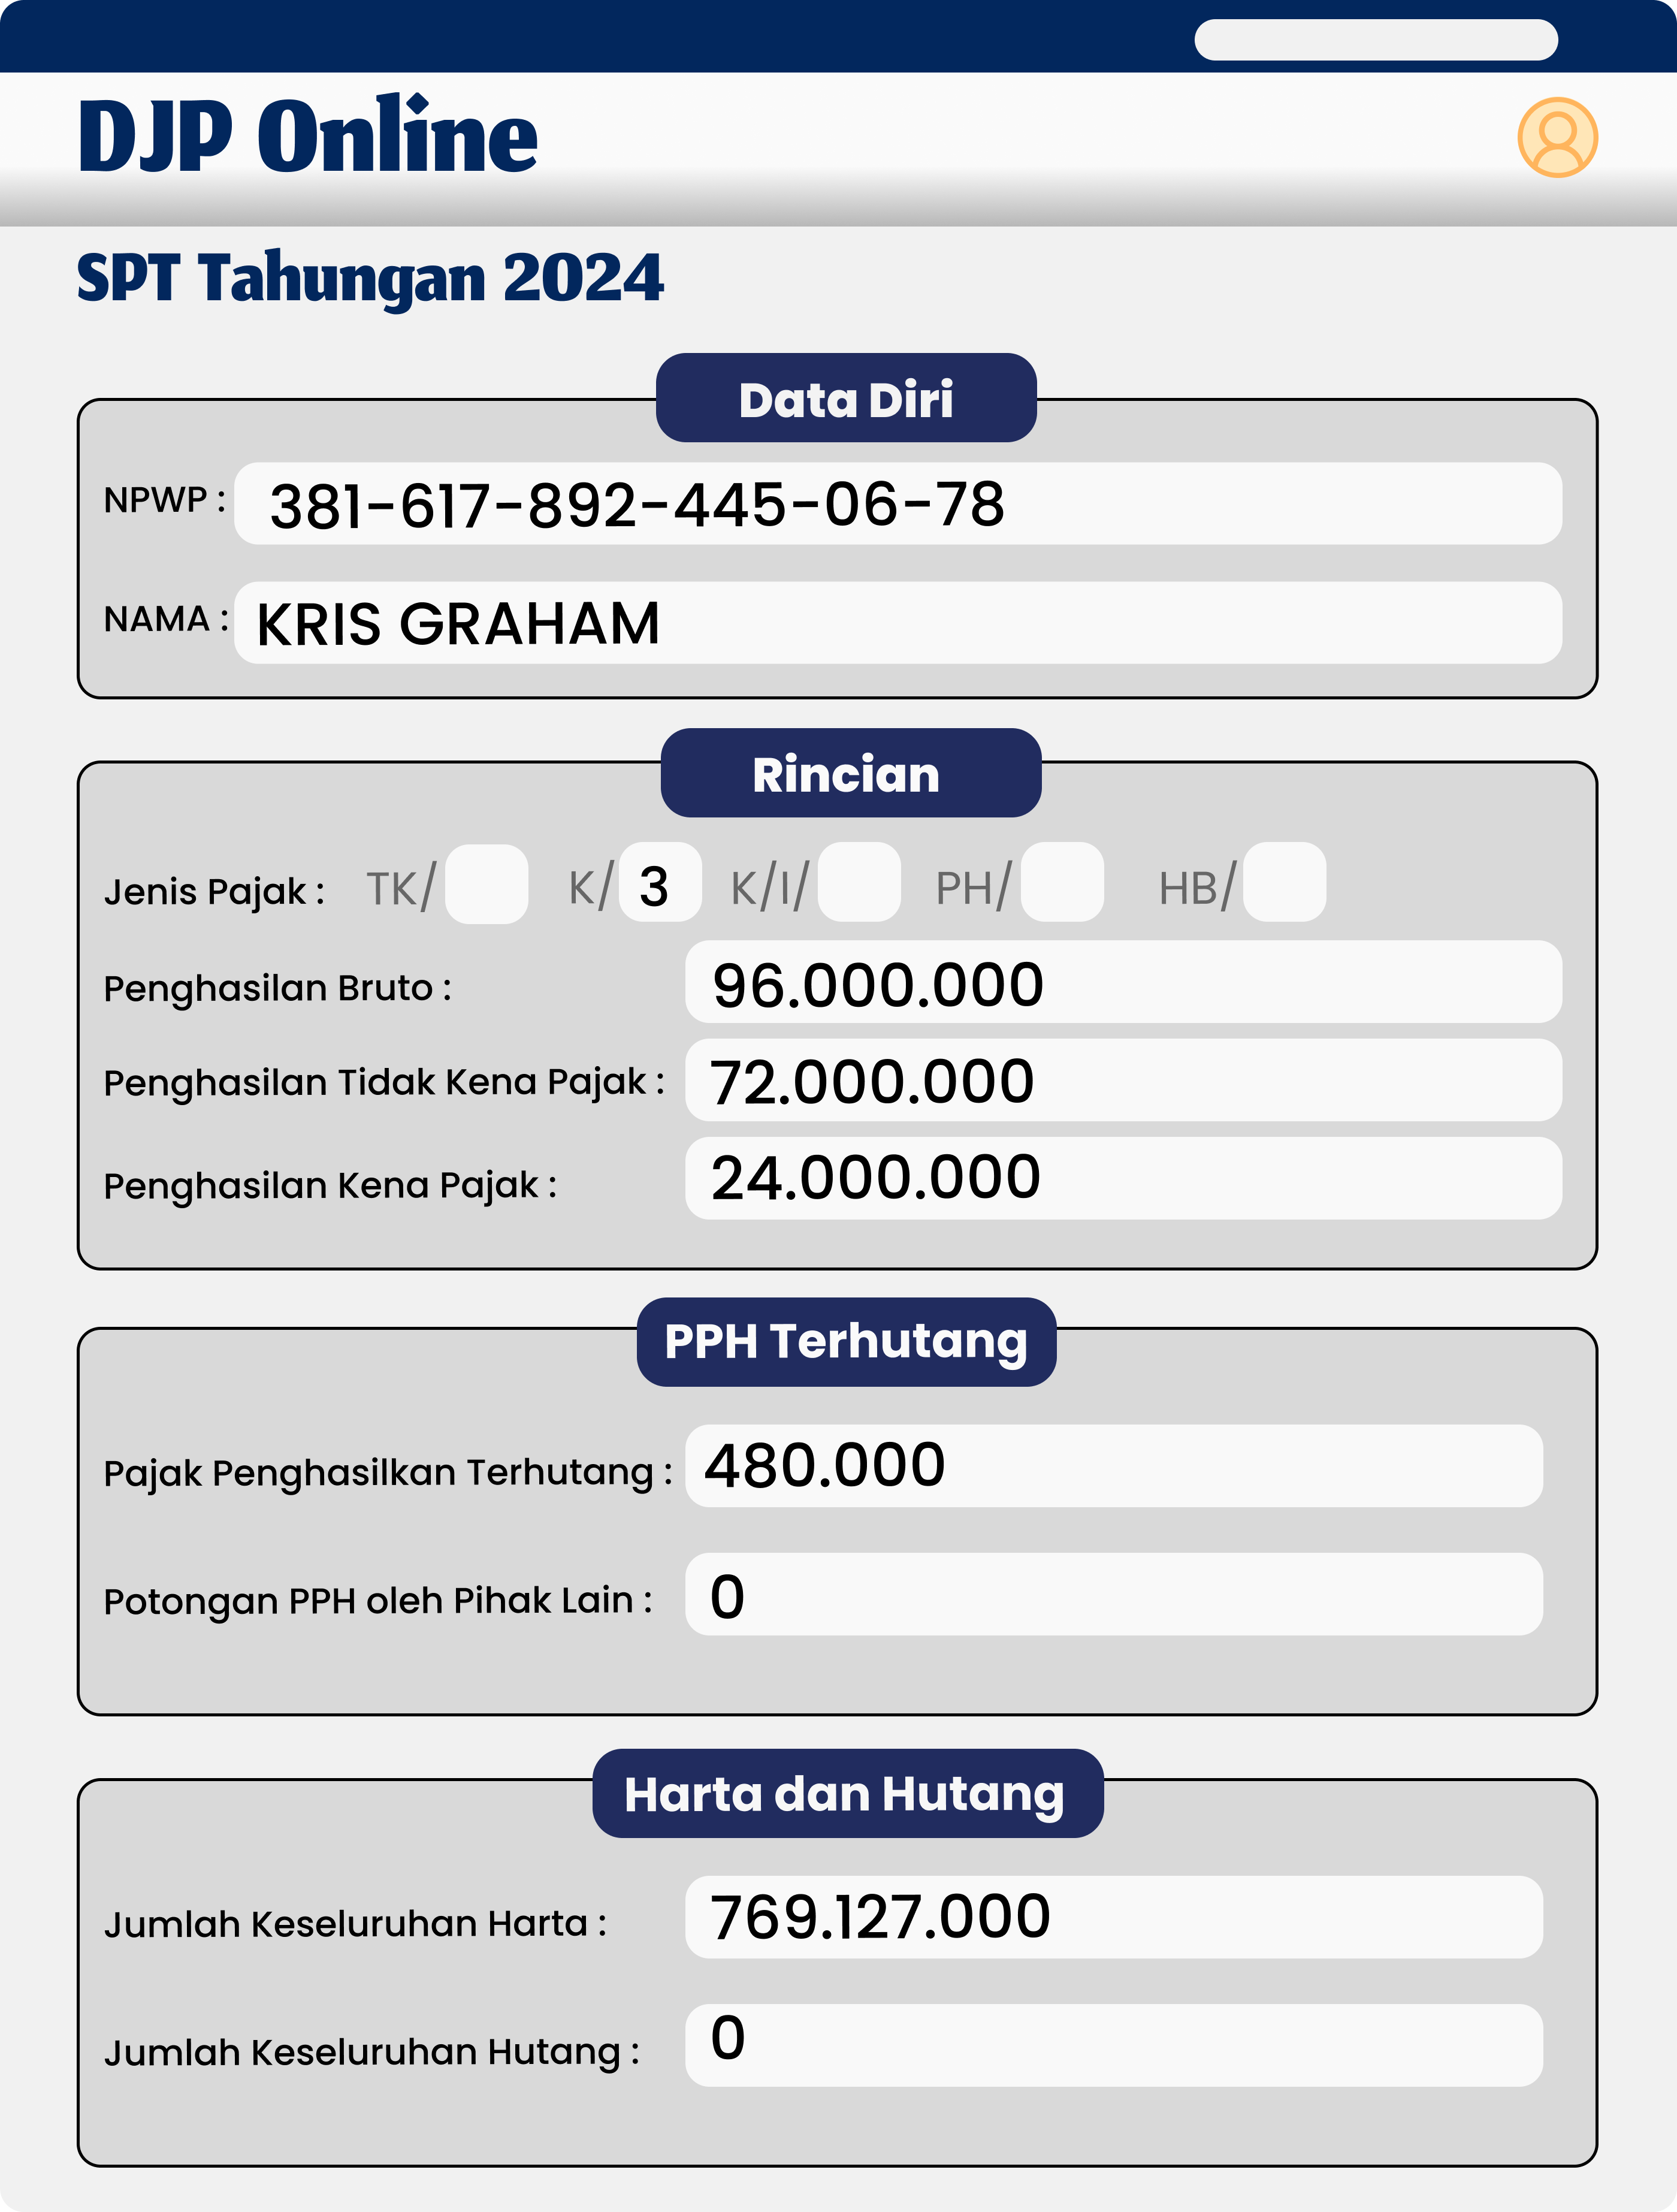 DJP Online
SPT Tahungan 2024
Data Diri
NPWP : 381-617-892-445-06-78
NAMA : KRIS GRAHAM
Rincian
Jenis Pajak : TK/ K/ 3 K/I/ PH/ HB/
Penghasilan Bruto : 96.000.000
Penghasilan Tidak Kena Pajak : 72.000.000
Penghasilan Kena Pajak : 24.000.000
PPH Terhutang
Pajak Penghasilkan Terhutang : 480.000
Potongan PPH oleh Pihak Lain : 0
Harta dan Hutang
Jumlah Keseluruhan Harta : 769.127.000
Jumlah Keseluruhan Hutang : 0